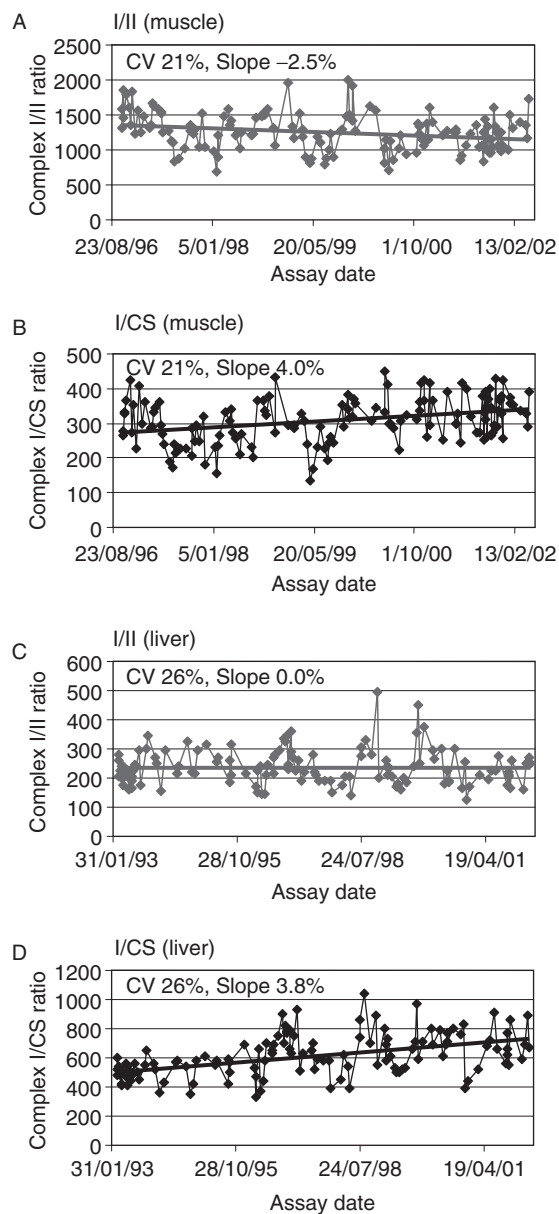 A
I/II (muscle)
CV 21%, Slope −2.5%
Complex I/II ratio
2500
2000
1500
1000
500
0
23/08/96 5/01/98 20/05/99 1/10/00 13/02/02
Assay date
B
I/CS (muscle)
CV 21%, Slope 4.0%
Complex I/CS ratio
500
400
300
200
100
0
23/08/96 5/01/98 20/05/99 1/10/00 13/02/02
Assay date
C
I/II (liver)
CV 26%, Slope 0.0%
Complex I/II ratio
600
500
400
300
200
100
0
31/01/93 28/10/95 24/07/98 19/04/01
Assay date
D
I/CS (liver)
CV 26%, Slope 3.8%
Complex I/CS ratio
1200
1000
800
600
400
200
0
31/01/93 28/10/95 24/07/98 19/04/01
Assay date